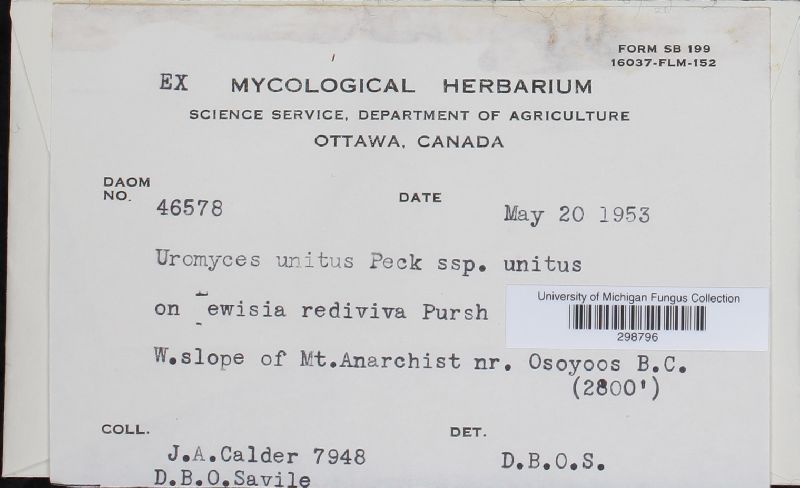 FORM SB 199
16037-FLM-152
EX MYCOLOGICAL HERBARIUM
SCIENCE SERVICE, DEPARTMENT OF AGRICULTURE
OTTAWA, CANADA
DAOM
NO. 46578
DATE May 20 1953
Uromyces unitus Peck ssp. unitus
on ewisia rediviva Pursh
University of Michigan Fungus Collection
298796
W.slope of Mt.Anarchist nr. Osoyoos B.C.
(2800')
COLL. J.A.Calder 7948
D.B.O.Savile
DET. D.B.O.S.